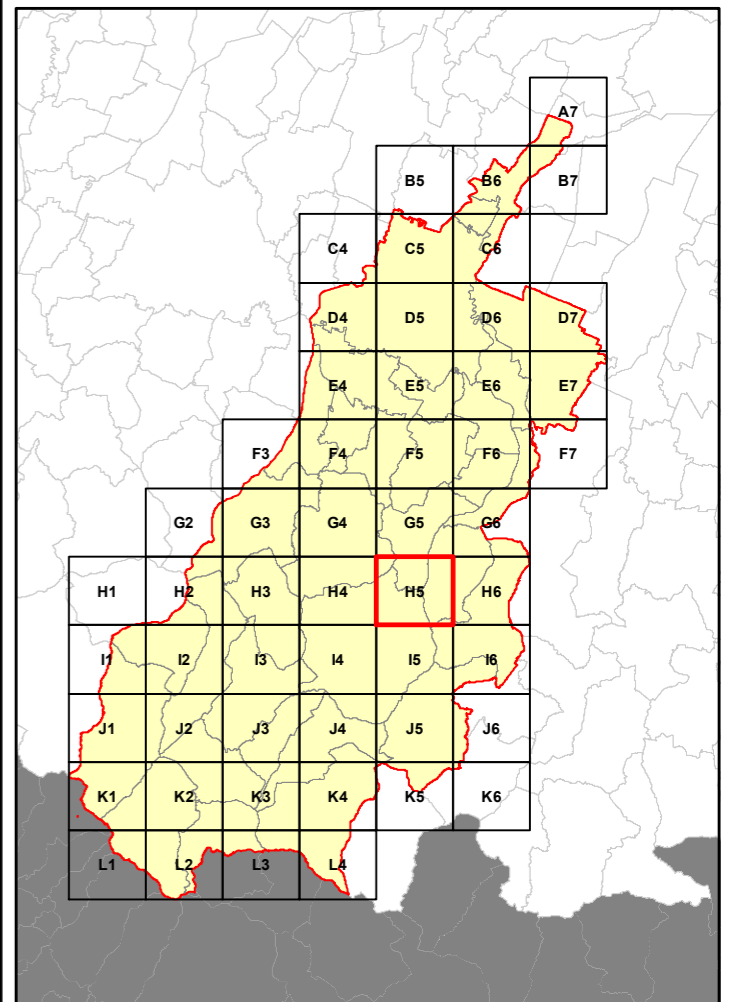 A7
B5 B6 B7
C4 C5 C6
D4 D5 D6 D7
E4 E5 E6 E7
F3 F4 F5 F6 F7
G2 G3 G4 G5 G6
H1 H2 H3 H4 H5 H6
I1 I2 I3 I4 I5 I6
J1 J2 J3 J4 J5 J6
K1 K2 K3 K4 K5 K6
L1 L2 L3 L4